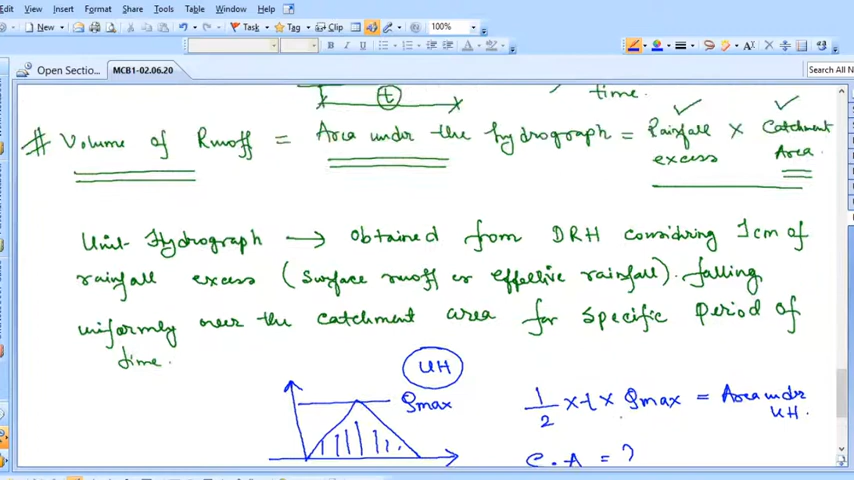 Edit View Insert Format Share Tools Table Window Help
New Task Tag Clip 100%
Open Sectio... MCB1-02.06.20 Search All N
t time.
# Volume of Runoff = Area under the hydrograph = Rainfall excess × Catchment Area.
Unit-Hydrograph → obtained from DRH considering 1cm of
rainfall excess (surface runoff or effective rainfall). falling
uniformly over the catchment area for specific period of
time.
UH
Qmax
1/2 × t × Qmax = Area under UH.
C.A = ?